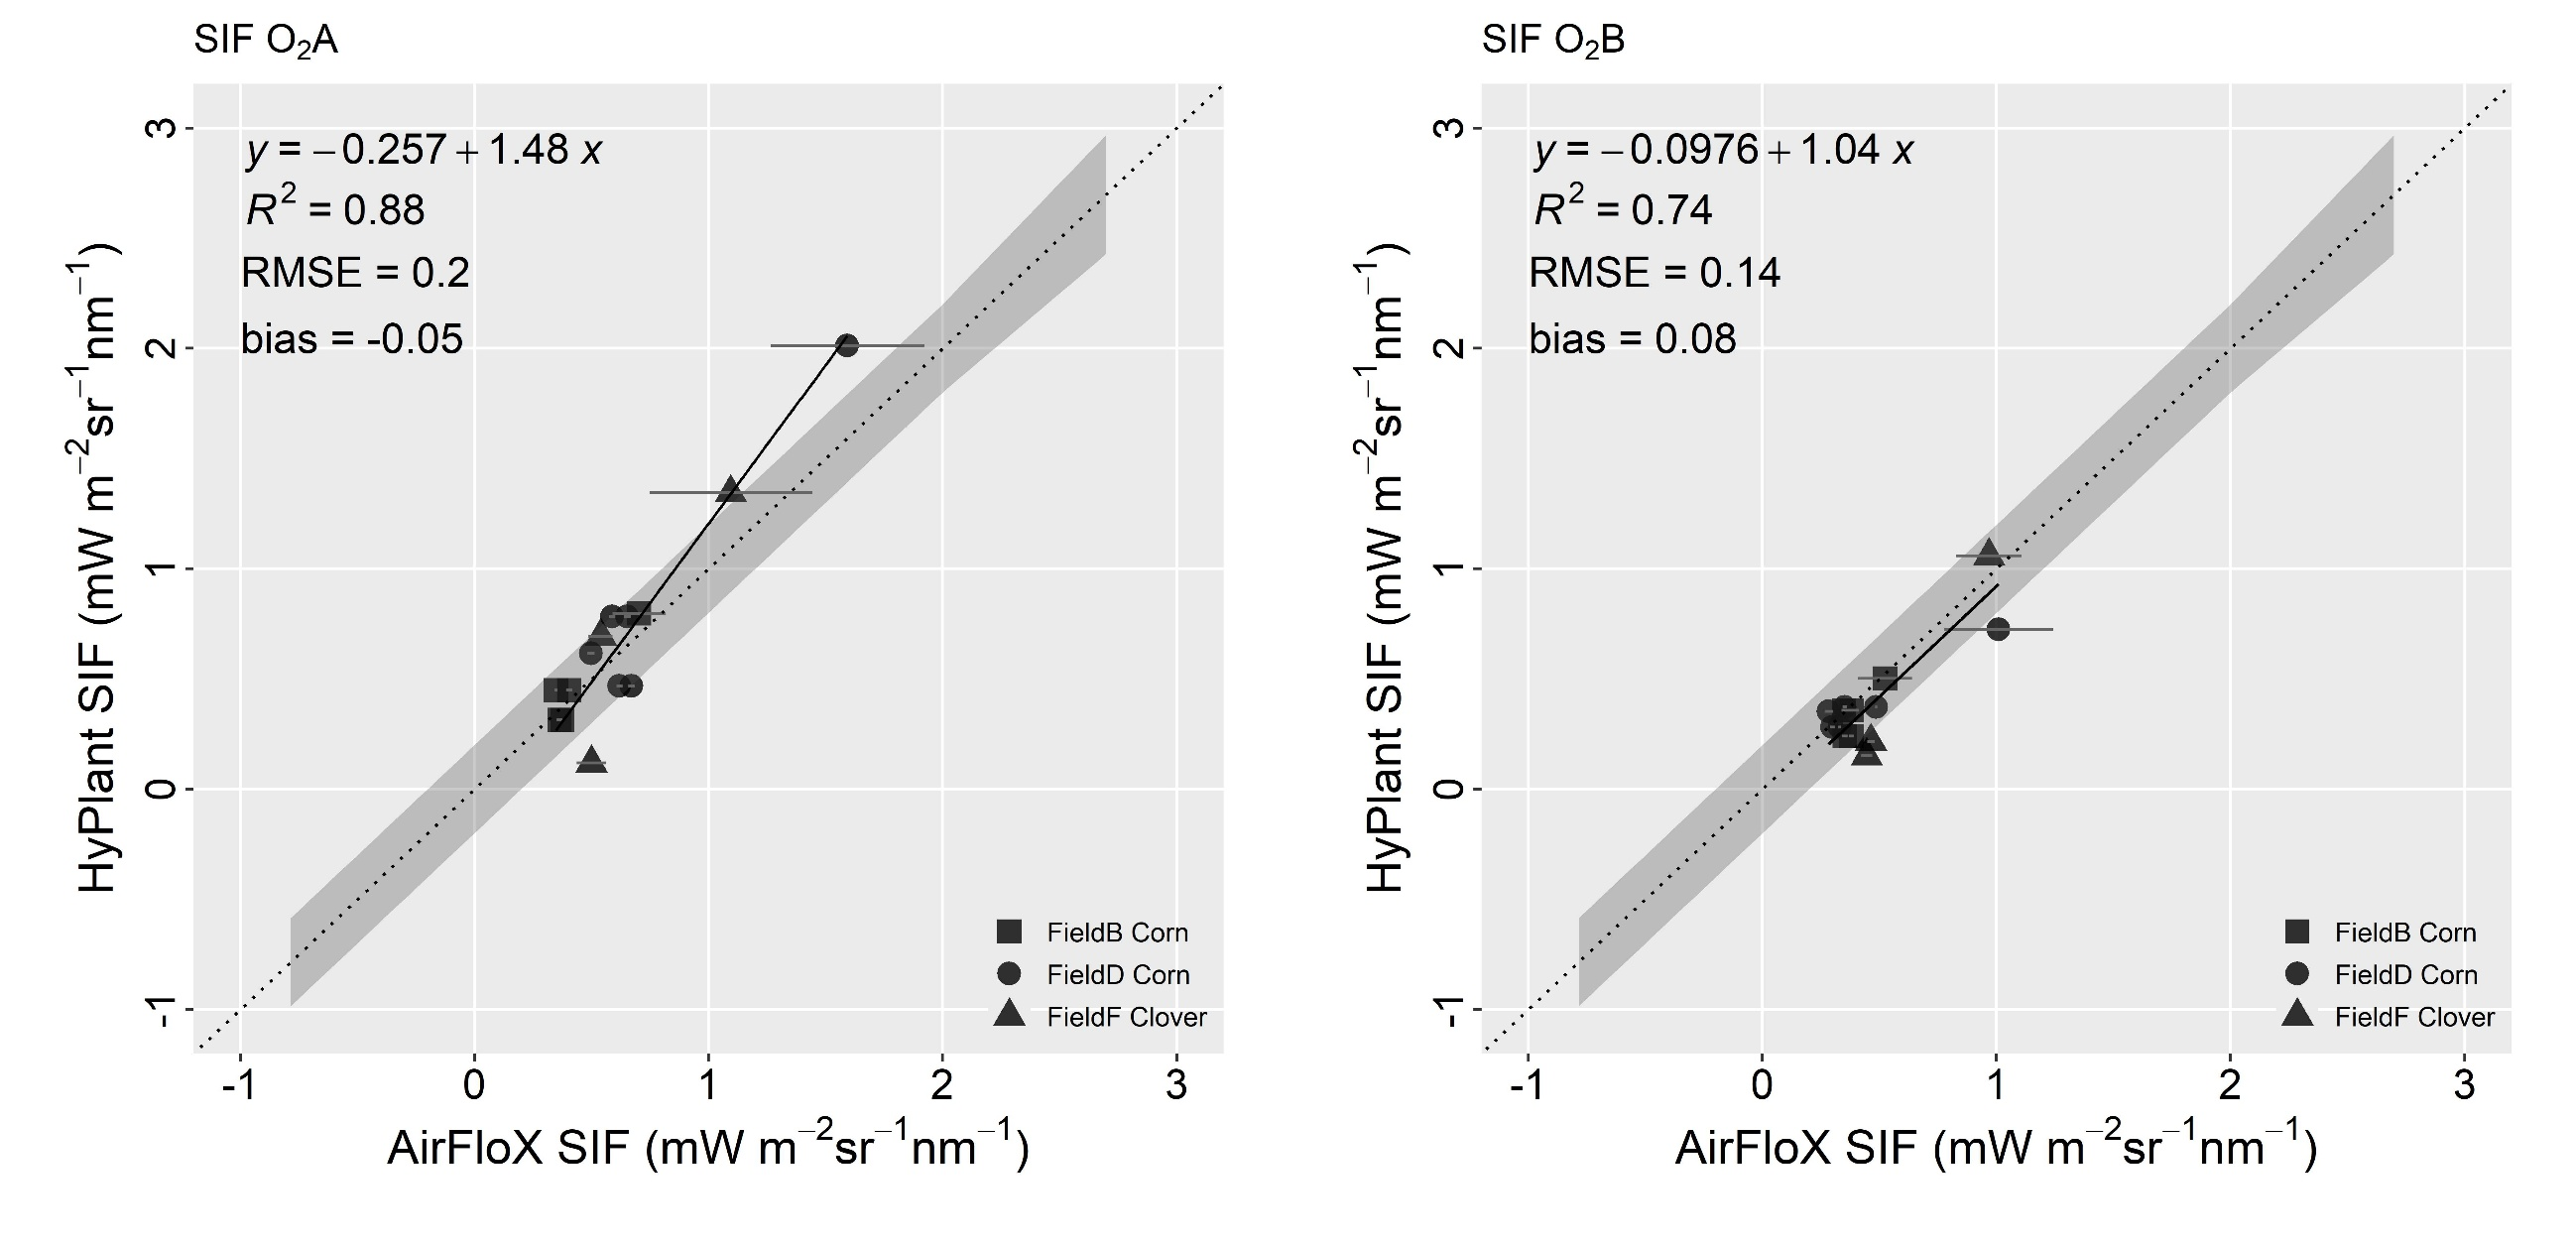 SIF O₂A
3
2
1
0
-1
HyPlant SIF (mW m⁻²sr⁻¹nm⁻¹)
y = −0.257 + 1.48 x
R² = 0.88
RMSE = 0.2
bias = -0.05
FieldB Corn
FieldD Corn
FieldF Clover
-1 0 1 2 3
AirFloX SIF (mW m⁻²sr⁻¹nm⁻¹)
SIF O₂B
3
2
1
0
-1
HyPlant SIF (mW m⁻²sr⁻¹nm⁻¹)
y = −0.0976 + 1.04 x
R² = 0.74
RMSE = 0.14
bias = 0.08
FieldB Corn
FieldD Corn
FieldF Clover
-1 0 1 2 3
AirFloX SIF (mW m⁻²sr⁻¹nm⁻¹)